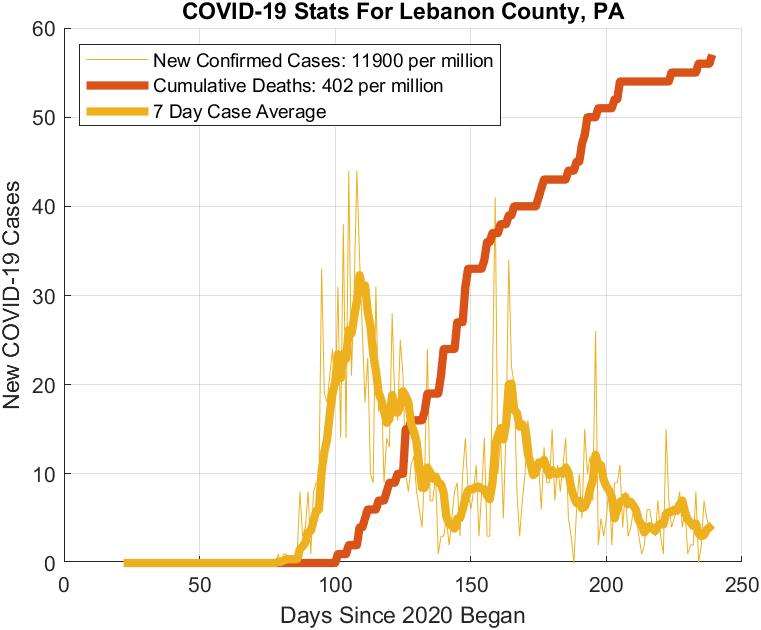 COVID-19 Stats For Lebanon County, PA
New Confirmed Cases: 11900 per million
Cumulative Deaths: 402 per million
7 Day Case Average
New COVID-19 Cases
60
50
40
30
20
10
0
0 50 100 150 200 250
Days Since 2020 Began